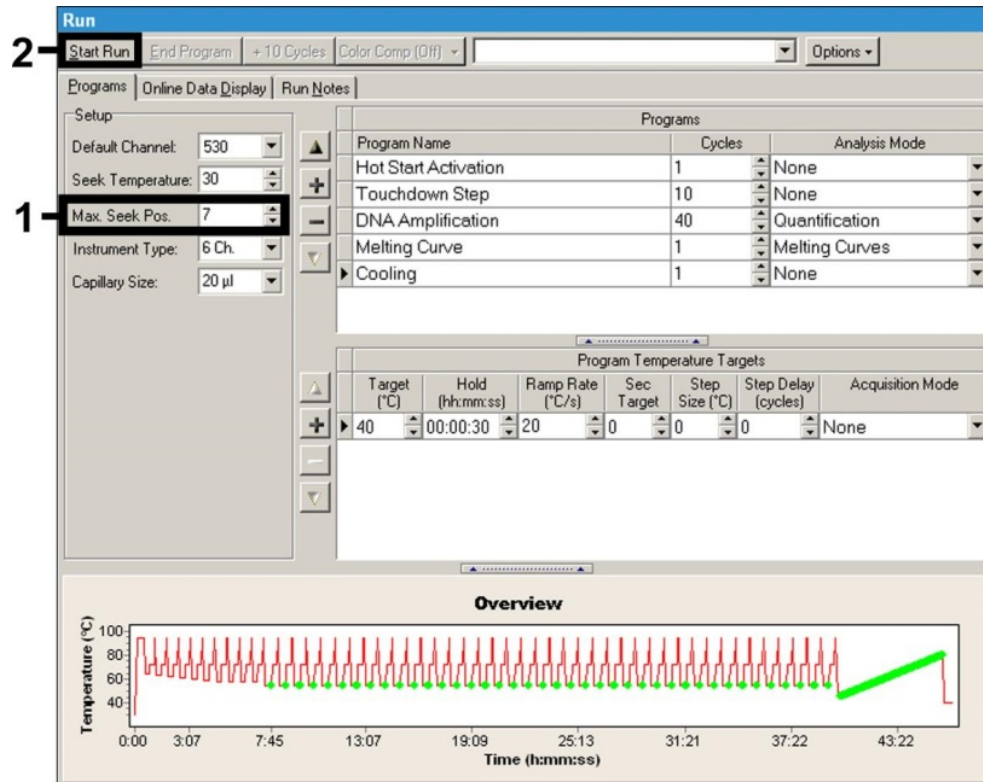 Run
2
Start Run End Program + 10 Cycles Color Comp (Off) Options
Programs Online Data Display Run Notes
Setup
Default Channel: 530
Seek Temperature: 30
1
Max. Seek Pos. 7
Instrument Type: 6 Ch.
Capillary Size: 20 µl
Programs
Program Name Cycles Analysis Mode
Hot Start Activation 1 None
Touchdown Step 10 None
DNA Amplification 40 Quantification
Melting Curve 1 Melting Curves
Cooling 1 None
Program Temperature Targets
Target (°C) Hold (hh:mm:ss) Ramp Rate (°C/s) Sec Target Step Size (°C) Step Delay (cycles) Acquisition Mode
40 00:00:30 20 0 0 0 None
Overview
Temperature (°C)
100
80
60
40
0:00 3:07 7:45 13:07 19:09 25:13 31:21 37:22 43:22
Time (h:mm:ss)